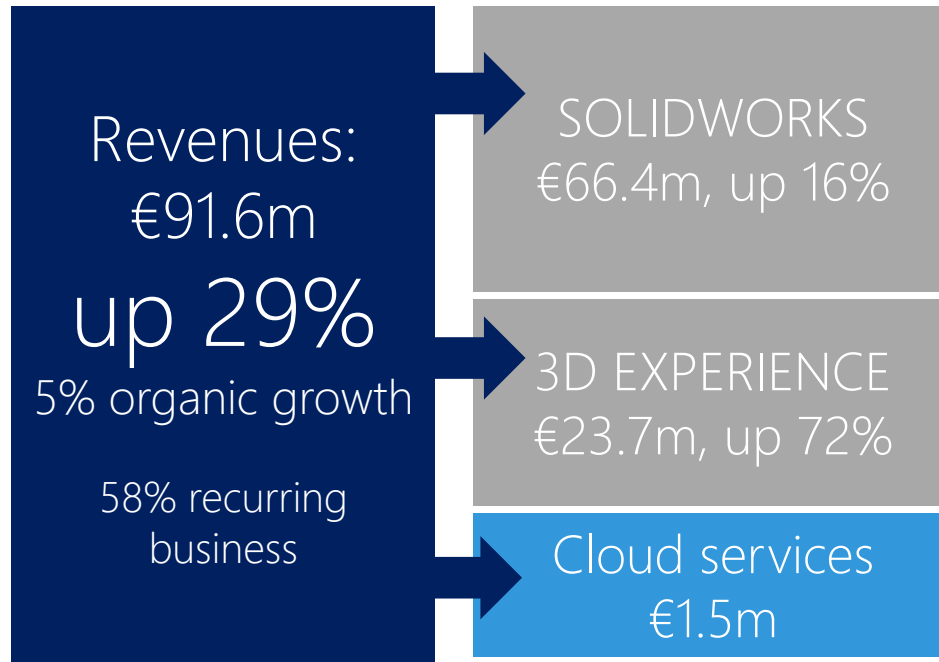 Revenues:
€91.6m
up 29%
5% organic growth
58% recurring
business
SOLIDWORKS
€66.4m, up 16%
3D EXPERIENCE
€23.7m, up 72%
Cloud services
€1.5m